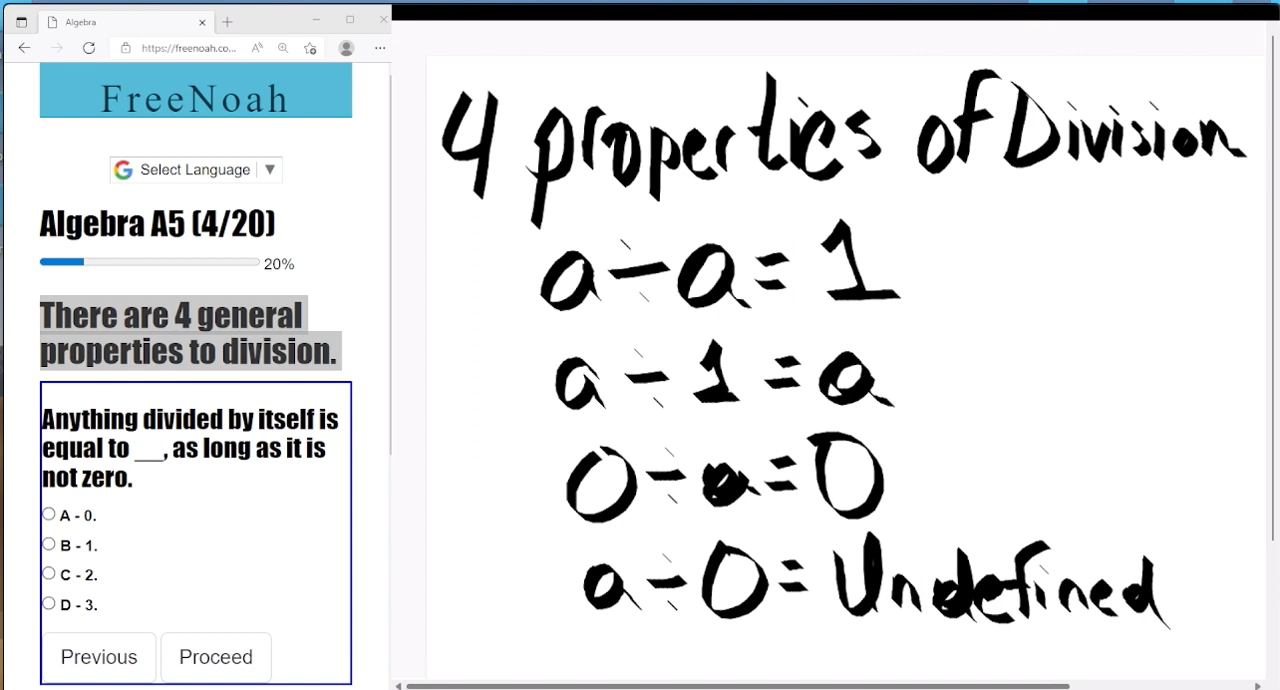 Algebra
https://freenoah.co...
FreeNoah
Select Language
Algebra A5 (4/20)
20%
There are 4 general
properties to division.
Anything divided by itself is
equal to __, as long as it is
not zero.
A - 0.
B - 1.
C - 2.
D - 3.
Previous Proceed
4 properties of Division
a ÷ a = 1
a ÷ 1 = a
0 ÷ a = 0
a ÷ 0 = Undefined